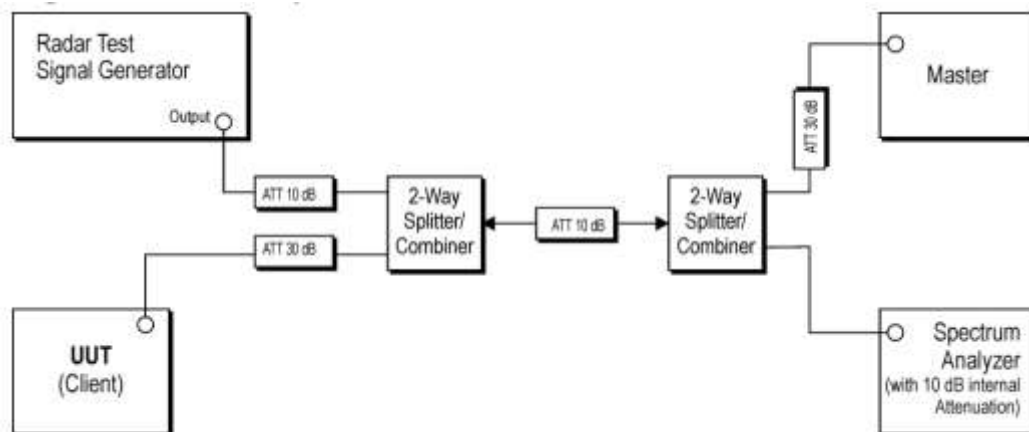 Radar Test
Signal Generator
Output
ATT 10 dB
ATT 30 dB
2-Way
Splitter/
Combiner
ATT 10 dB
2-Way
Splitter/
Combiner
ATT 30 dB
Master
UUT
(Client)
Spectrum
Analyzer
(with 10 dB internal
Attenuation)